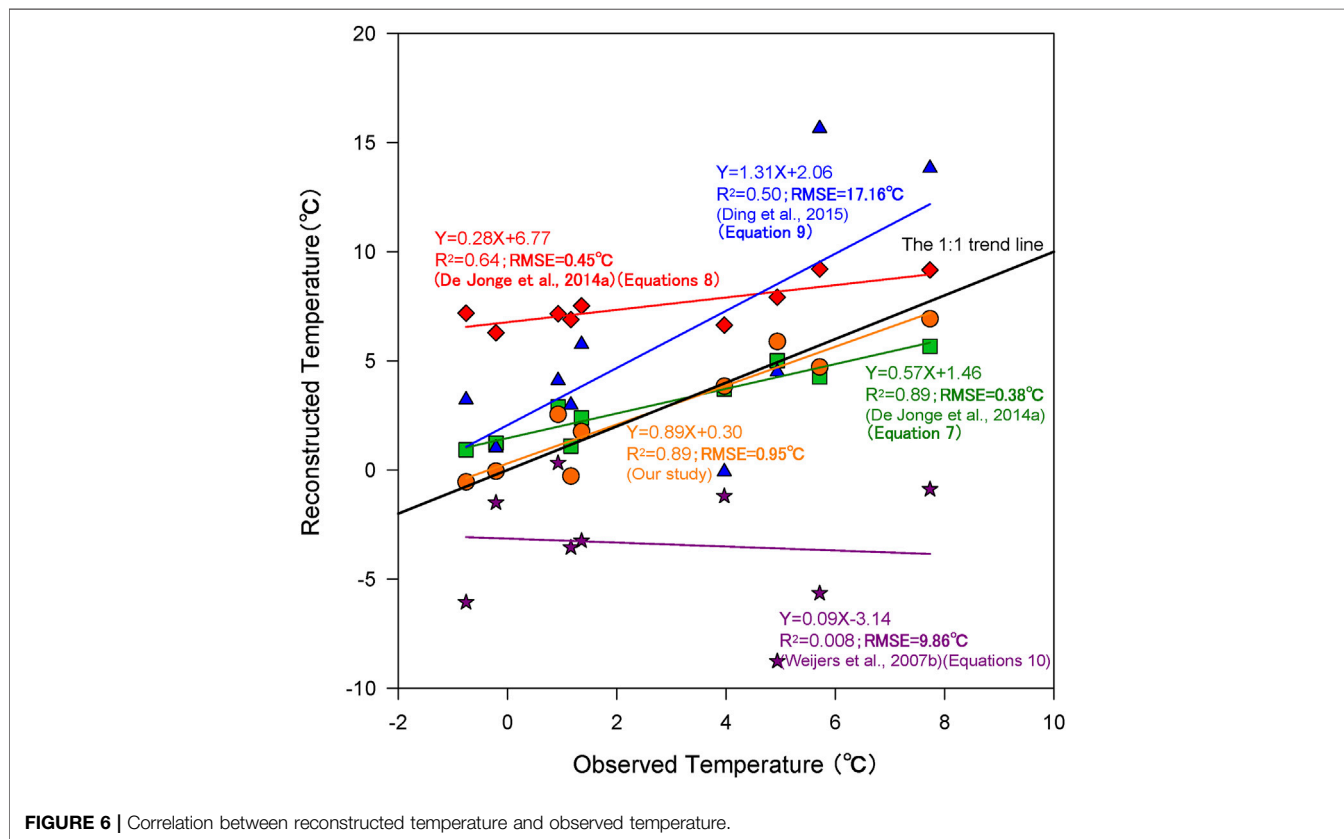 20
15
10
5
0
-5
-10
-2
0
2
4
6
8
10
Reconstructed Temperature(℃)
Observed Temperature (℃)
Y=1.31X+2.06
R²=0.50; RMSE=17.16℃
(Ding et al., 2015)
(Equation 9)
The 1:1 trend line
Y=0.28X+6.77
R²=0.64; RMSE=0.45℃
(De Jonge et al., 2014a)(Equations 8)
Y=0.57X+1.46
R²=0.89; RMSE=0.38℃
(De Jonge et al., 2014a)
(Equation 7)
Y=0.89X+0.30
R²=0.89; RMSE=0.95℃
(Our study)
Y=0.09X-3.14
R²=0.008; RMSE=9.86℃
(Weijers et al., 2007b)(Equations 10)
FIGURE 6 | Correlation between reconstructed temperature and observed temperature.